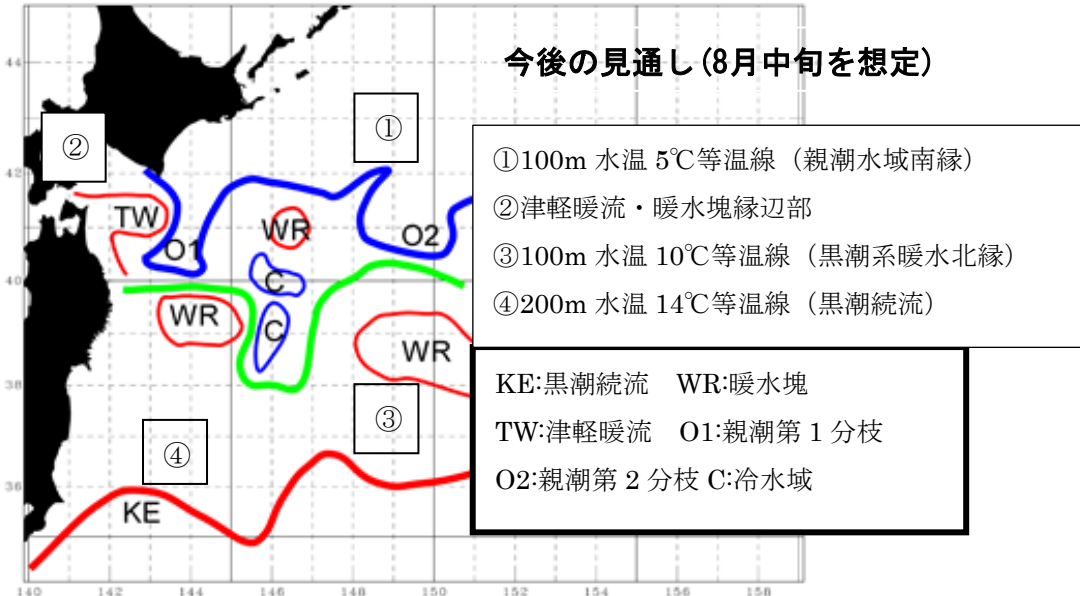 今後の見通し(8月中旬を想定)
44
①
②
①100m 水温 5℃等温線（親潮水域南縁）
42
②津軽暖流・暖水塊縁辺部
TW
WR
O2
O1
③100m 水温 10℃等温線（黒潮系暖水北縁）
40
C
④200m 水温 14℃等温線（黒潮続流）
WR
C
WR
38
KE:黒潮続流 WR:暖水塊
③
TW:津軽暖流 O1:親潮第１分枝
④
O2:親潮第２分枝 C:冷水域
36
KE
140 142 144 146 148 150 152 154 156 158